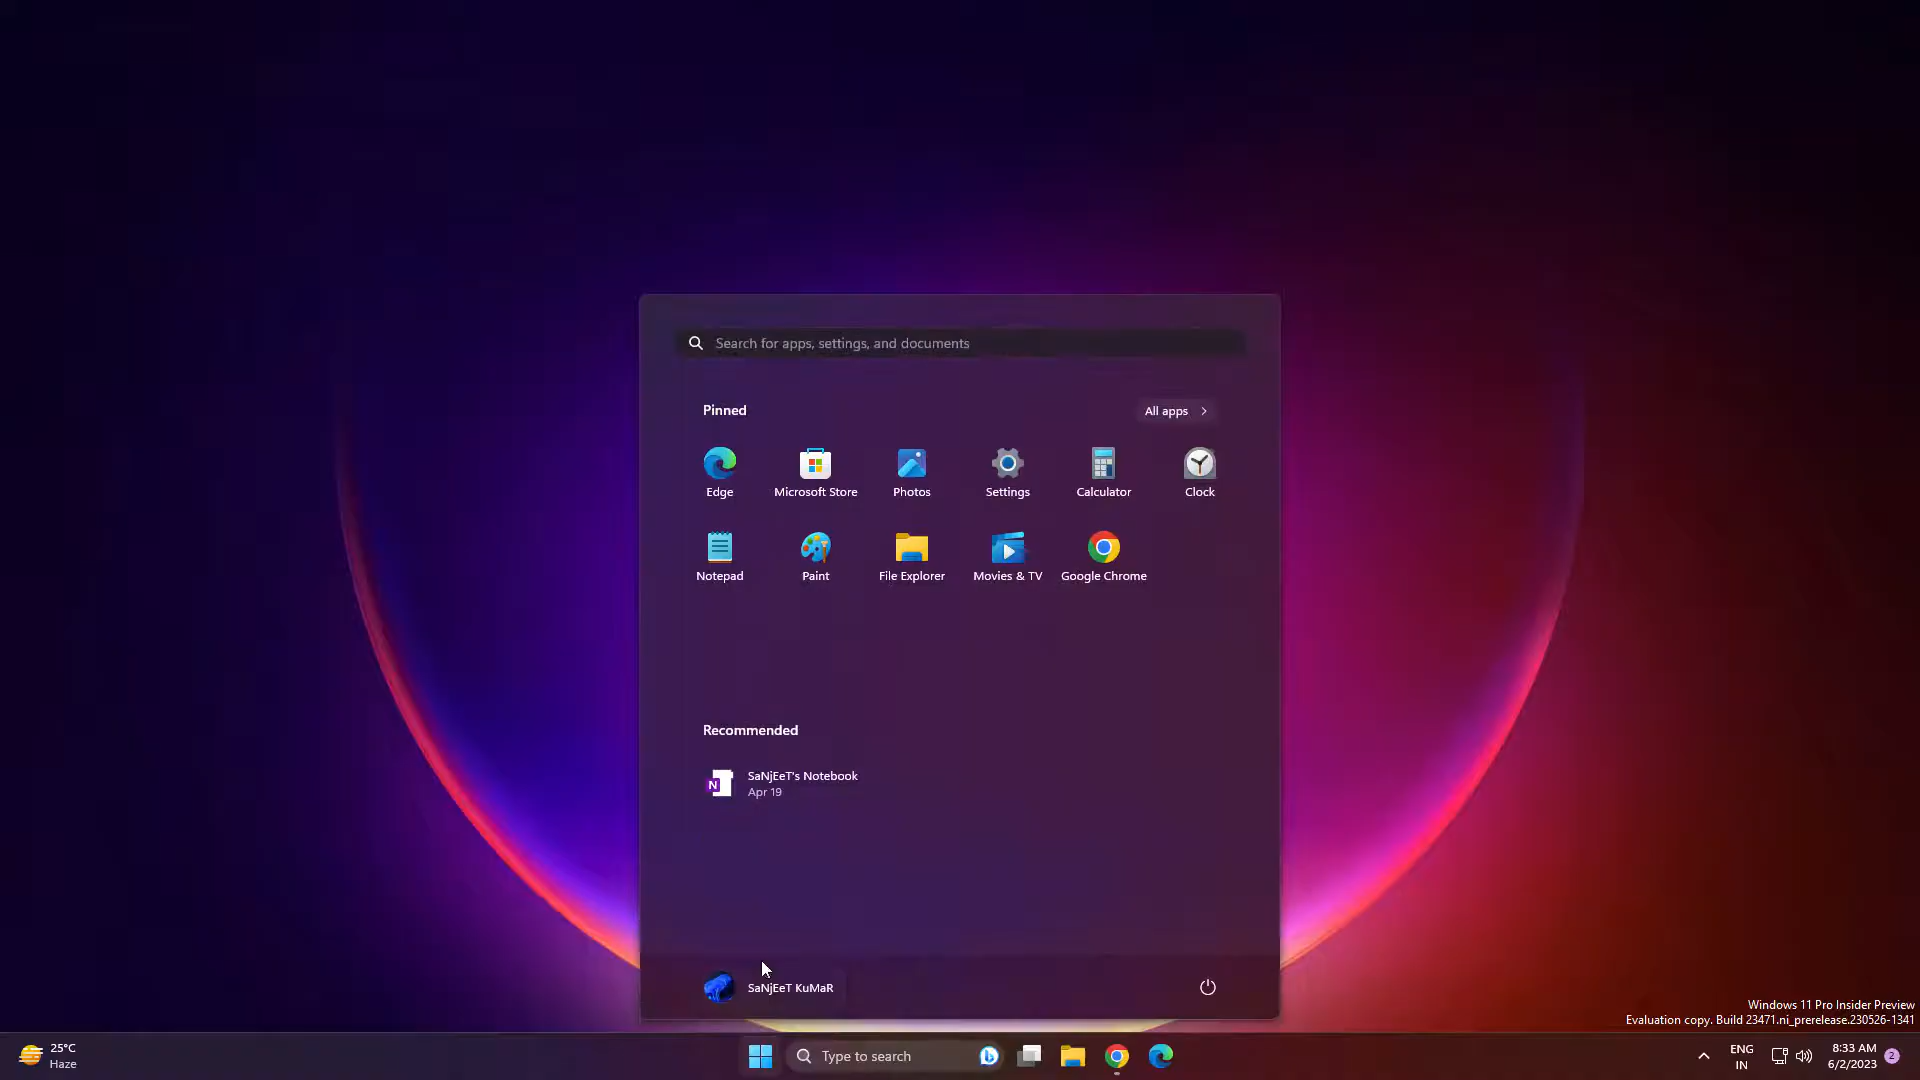 Search for apps, settings, and documents
Pinned
All apps
Edge
Microsoft Store
Photos
Settings
Calculator
Clock
Notepad
Paint
File Explorer
Movies & TV
Google Chrome
Recommended
SaNjEeT's Notebook
Apr 19
SaNjEeT KuMaR
Windows 11 Pro Insider Preview
Evaluation copy. Build 23471.ni_prerelease.230526-1341
25°C
Haze
Type to search
ENG
IN
8:33 AM
6/2/2023
2